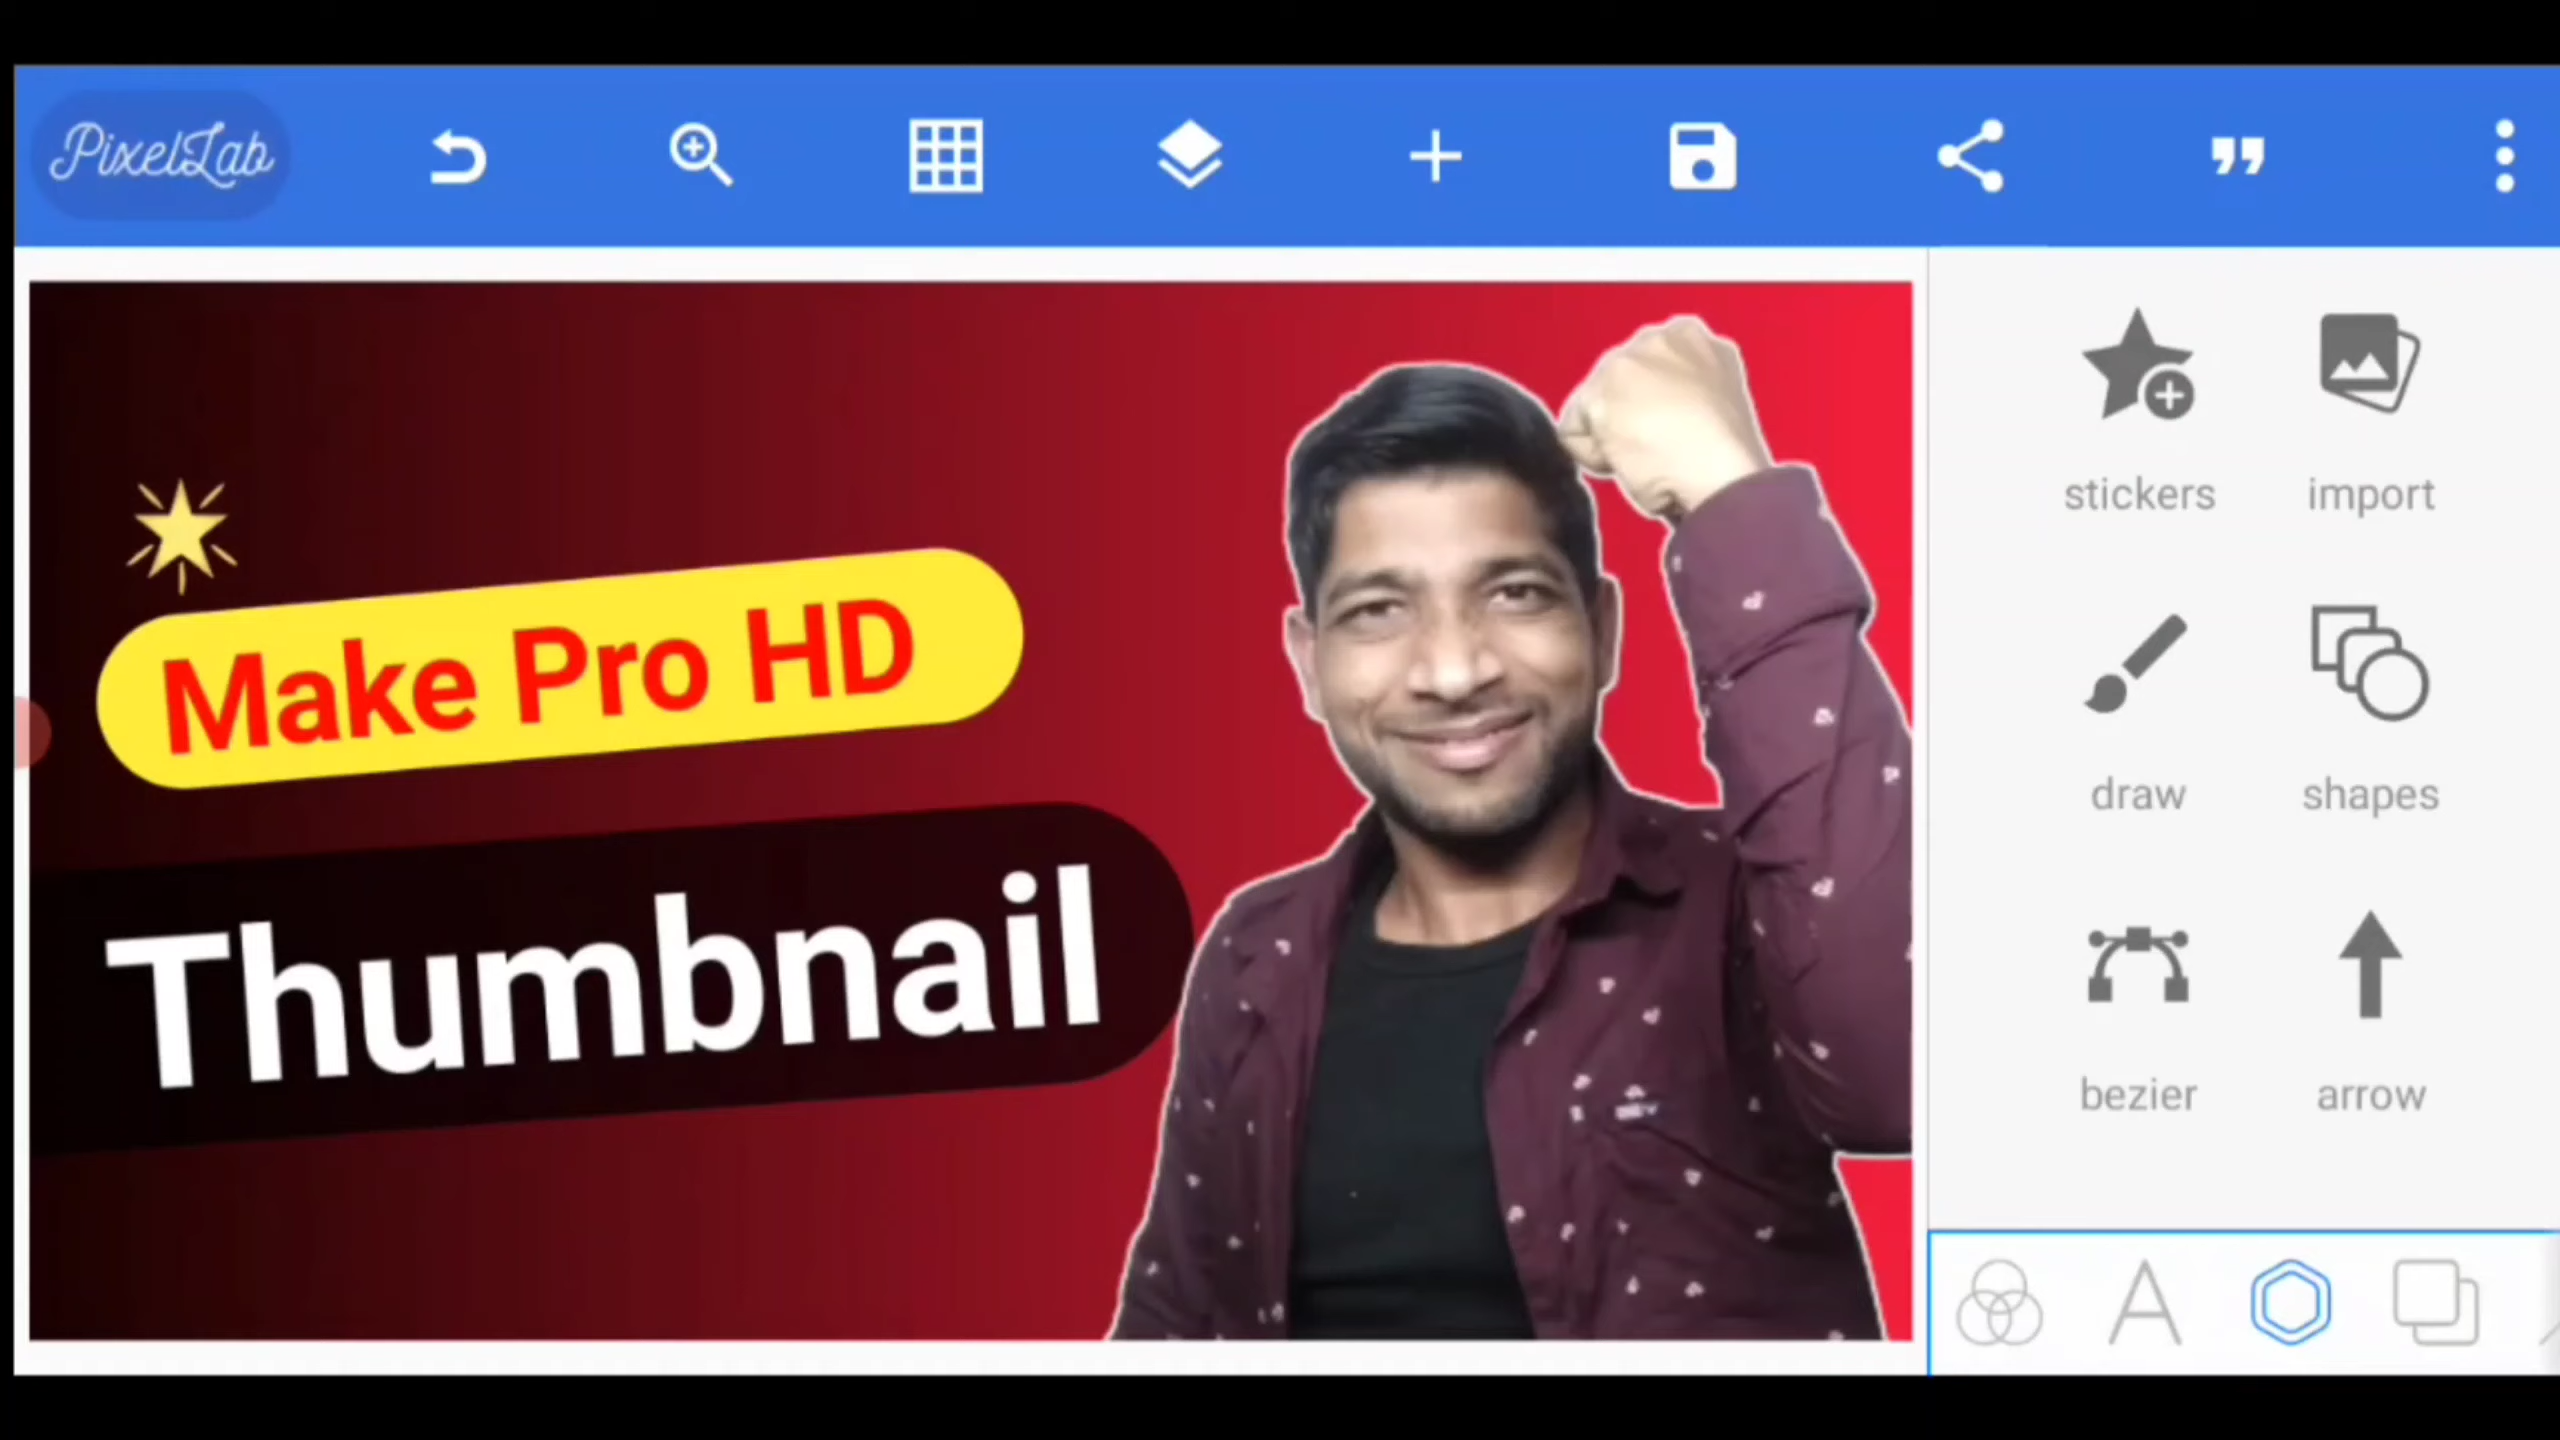 PixelLab
stickers
import
Make Pro HD
draw
shapes
Thumbnail
bezier
arrow